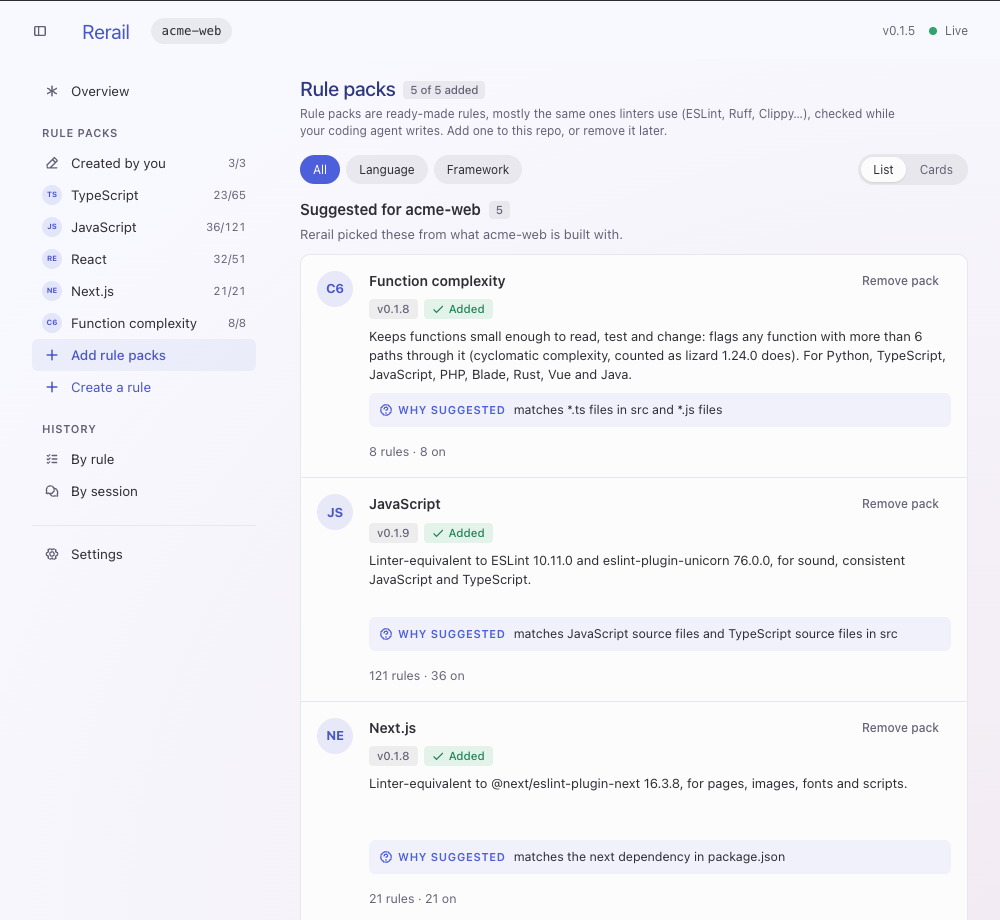 Rerail
acme-web
v0.1.5
Live
Overview
RULE PACKS
Created by you 3/3
TS TypeScript 23/65
JS JavaScript 36/121
RE React 32/51
NE Next.js 21/21
C6 Function complexity 8/8
Add rule packs
Create a rule
HISTORY
By rule
By session
Settings
Rule packs 5 of 5 added
Rule packs are ready-made rules, mostly the same ones linters use (ESLint, Ruff, Clippy…), checked while
your coding agent writes. Add one to this repo, or remove it later.
All Language Framework
List Cards
Suggested for acme-web 5
Rerail picked these from what acme-web is built with.
C6 Function complexity Remove pack
v0.1.8 Added
Keeps functions small enough to read, test and change: flags any function with more than 6
paths through it (cyclomatic complexity, counted as lizard 1.24.0 does). For Python, TypeScript,
JavaScript, PHP, Blade, Rust, Vue and Java.
WHY SUGGESTED matches *.ts files in src and *.js files
8 rules · 8 on
JS JavaScript Remove pack
v0.1.9 Added
Linter-equivalent to ESLint 10.11.0 and eslint-plugin-unicorn 76.0.0, for sound, consistent
JavaScript and TypeScript.
WHY SUGGESTED matches JavaScript source files and TypeScript source files in src
121 rules · 36 on
NE Next.js Remove pack
v0.1.8 Added
Linter-equivalent to @next/eslint-plugin-next 16.3.8, for pages, images, fonts and scripts.
WHY SUGGESTED matches the next dependency in package.json
21 rules · 21 on